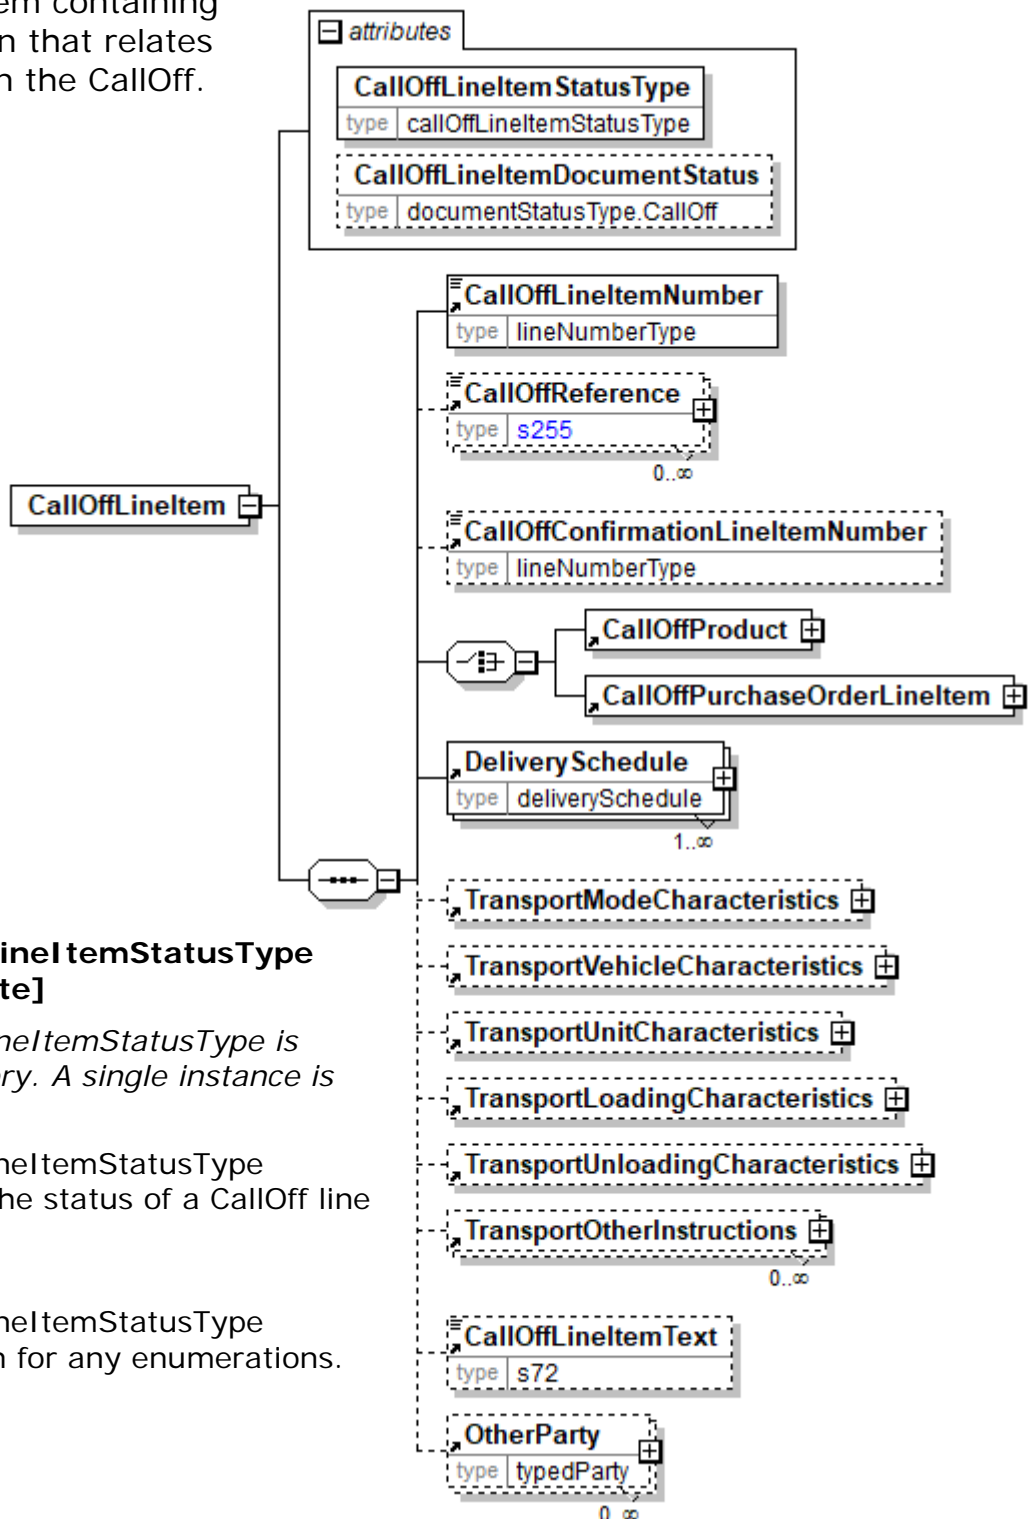 containing
n that relates
the CallOff.
attributes
CallOffLineItemStatusType
type callOffLineItemStatusType
CallOffLineItemDocumentStatus
type documentStatusType.CallOff
CallOffLineItemNumber
type lineNumberType
CallOffReference
type s255
0..∞
CallOffLineItem
CallOffConfirmationLineItemNumber
type lineNumberType
CallOffProduct
CallOffPurchaseOrderLineItem
DeliverySchedule
type deliverySchedule
1..∞
TransportModeCharacteristics
TransportVehicleCharacteristics
TransportUnitCharacteristics
TransportLoadingCharacteristics
TransportUnloadingCharacteristics
TransportOtherInstructions
0..∞
CallOffLineItemText
type s72
OtherParty
type typedParty
0..∞
ineItemStatusType
te]
neItemStatusType is
ry. A single instance is
neItemStatusType
he status of a CallOff line
neItemStatusType
n for any enumerations.